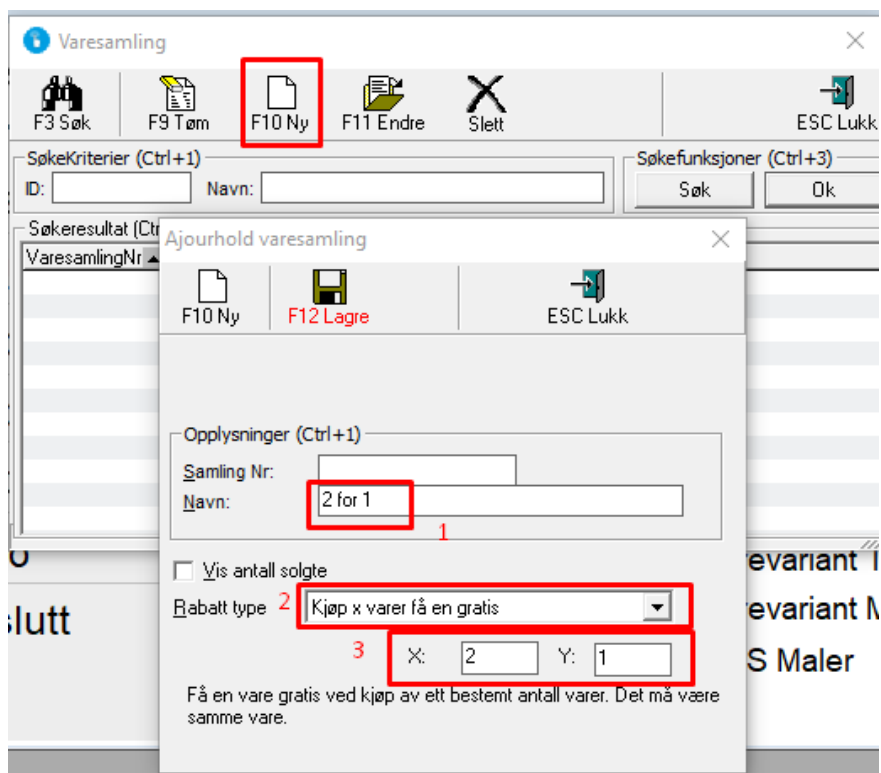 Varesamling
F3 Søk F9 Tøm F10 Ny F11 Endre Slett ESC Lukk
SøkeKriterier (Ctrl+1) Søkefunksjoner (Ctrl+3)
ID: Navn: Søk Ok
Søkeresultat (Ctr
VaresamlingNr
Ajourhold varesamling
F10 Ny F12 Lagre ESC Lukk
Opplysninger (Ctrl+1)
Samling Nr:
Navn: 2 for 1
1
Vis antall solgte
Rabatt type 2 Kjøp x varer få en gratis
3 X: 2 Y: 1
Få en vare gratis ved kjøp av ett bestemt antall varer. Det må være
samme vare.
evariant
slutt evariant
S Maler